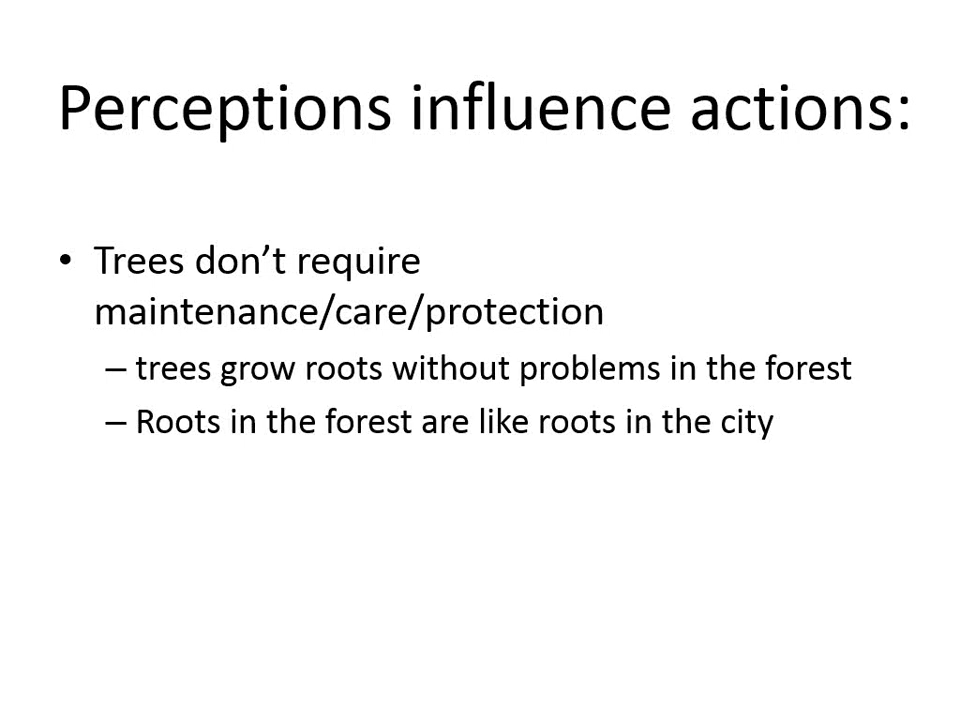 Perceptions influence actions:
• Trees don’t require
maintenance/care/protection
– trees grow roots without problems in the forest
– Roots in the forest are like roots in the city